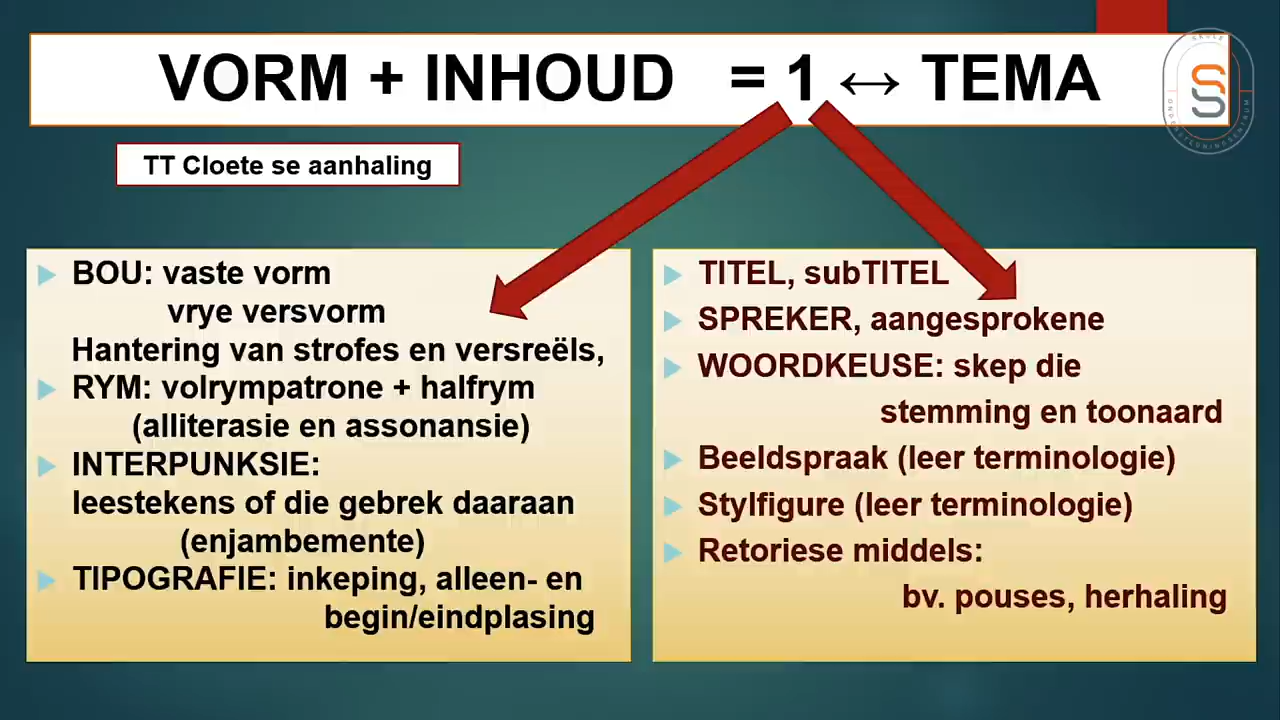 VORM + INHOUD = 1 ↔ TEMA
TT Cloete se aanhaling
BOU: vaste vorm
vrye versvorm
Hantering van strofes en versreëls,
RYM: volrympatrone + halfrym
(alliterasie en assonansie)
INTERPUNKSIE:
leestekens of die gebrek daaraan
(enjambemente)
TIPOGRAFIE: inkeping, alleen- en
begin/eindplasing
TITEL, subTITEL
SPREKER, aangesprokene
WOORDKEUSE: skep die
stemming en toonaard
Beeldspraak (leer terminologie)
Stylfigure (leer terminologie)
Retoriese middels:
bv. pouses, herhaling